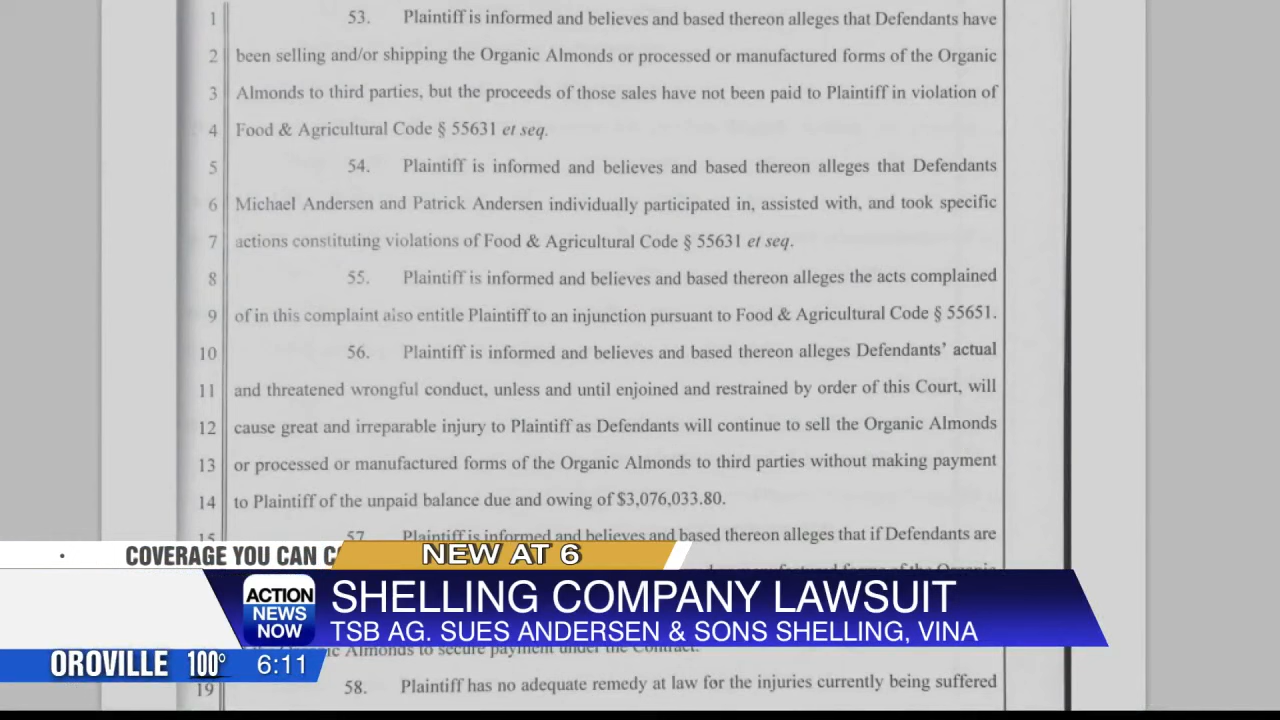 1 53. Plaintiff is informed and believes and based thereon alleges that Defendants have
2 been selling and/or shipping the Organic Almonds or processed or manufactured forms of the Organic
3 Almonds to third parties, but the proceeds of those sales have not been paid to Plaintiff in violation of
4 Food & Agricultural Code § 55631 et seq.
5 54. Plaintiff is informed and believes and based thereon alleges that Defendants
6 Michael Andersen and Patrick Andersen individually participated in, assisted with, and took specific
7 actions constituting violations of Food & Agricultural Code § 55631 et seq.
8 55. Plaintiff is informed and believes and based thereon alleges the acts complained
9 of in this complaint also entitle Plaintiff to an injunction pursuant to Food & Agricultural Code § 55651.
10 56. Plaintiff is informed and believes and based thereon alleges Defendants' actual
11 and threatened wrongful conduct, unless and until enjoined and restrained by order of this Court, will
12 cause great and irreparable injury to Plaintiff as Defendants will continue to sell the Organic Almonds
13 or processed or manufactured forms of the Organic Almonds to third parties without making payment
14 to Plaintiff of the unpaid balance due and owing of $3,076,033.80.
15 57 Plaintiff is informed and believes and based thereon alleges that if Defendants are
COVERAGE YOU CAN
NEW AT 6
ACTION NEWS NOW
SHELLING COMPANY LAWSUIT
TSB AG. SUES ANDERSEN & SONS SHELLING, VINA
Almonds to secure payment under the Contract.
OROVILLE 100° 6:11
19 58. Plaintiff has no adequate remedy at law for the injuries currently being suffered